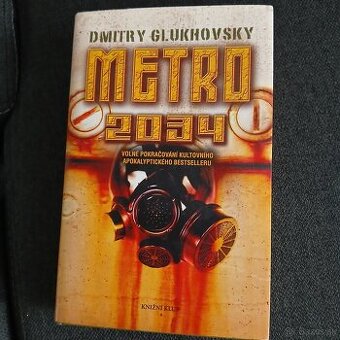 DMITRY GLUKHOVSKY
METRO
2034
VOLNÉ POKRAČOVÁNÍ KULTOVNÍHO
APOKALYPTICKÉHO BESTSELLERU
KNIŽNÍ KLUB